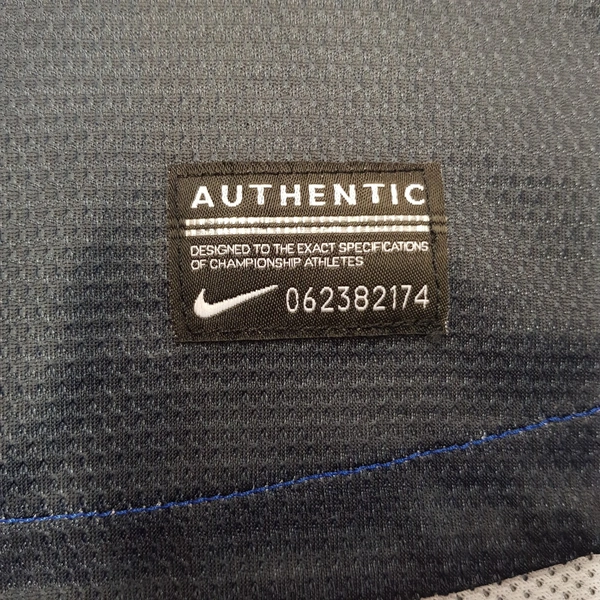 AUTHENTIC
DESIGNED TO THE EXACT SPECIFICATIONS
OF CHAMPIONSHIP ATHLETES
062382174